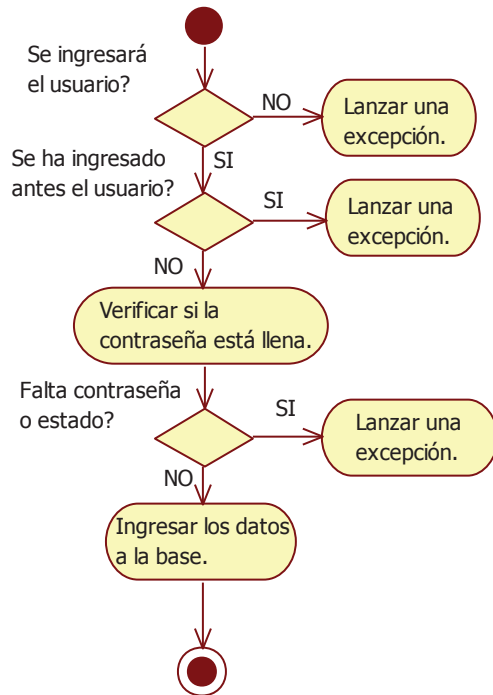 Se ingresará
el usuario?
NO
Lanzar una
excepción.
SI
Se ha ingresado
antes el usuario?
SI
Lanzar una
excepción.
NO
Verificar si la
contraseña está llena.
Falta contraseña
o estado?
SI
Lanzar una
excepción.
NO
Ingresar los datos
a la base.